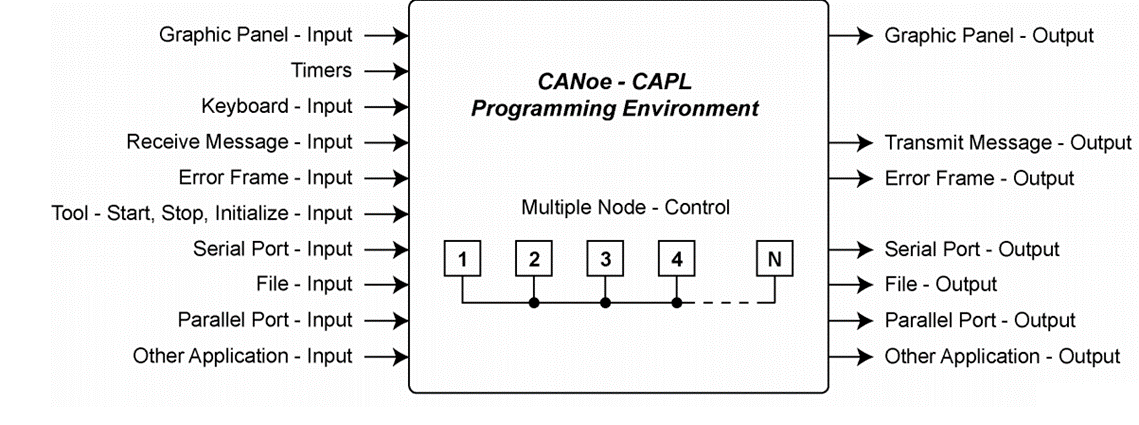 Graphic Panel - Input
Timers
Keyboard - Input
Receive Message - Input
Error Frame - Input
Tool - Start, Stop, Initialize - Input
Serial Port - Input
File - Input
Parallel Port - Input
Other Application - Input
CANoe - CAPL
Programming Environment
Multiple Node - Control
1 2 3 4 N
Graphic Panel - Output
Transmit Message - Output
Error Frame - Output
Serial Port - Output
File - Output
Parallel Port - Output
Other Application - Output